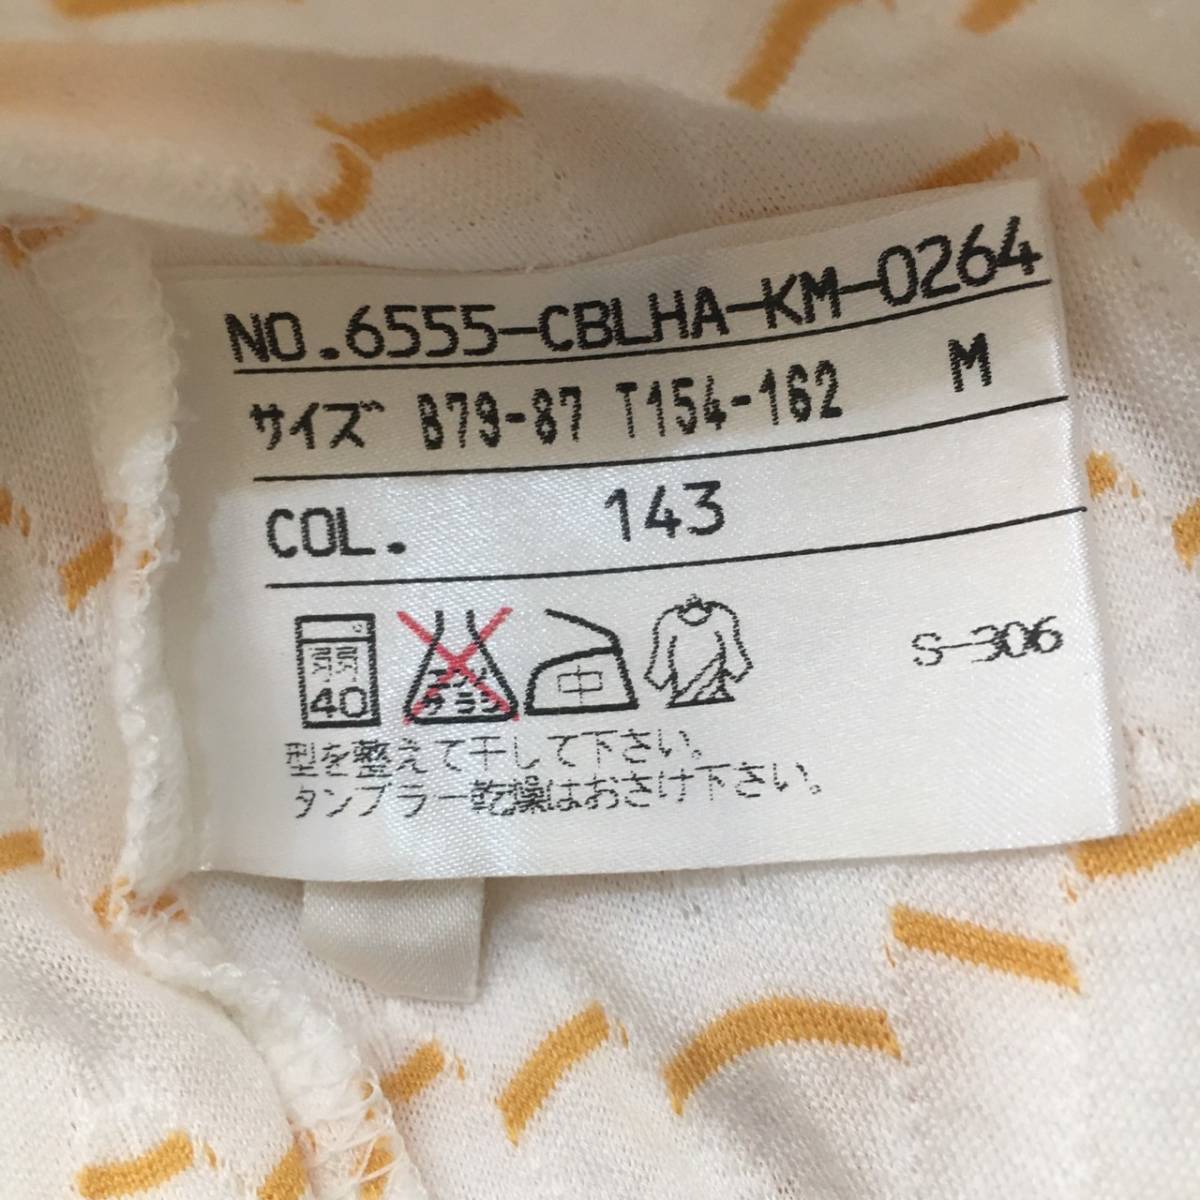 NO.6555-CBLHA-KM-0264
サイズ B79-87 T154-162 M
COL. 143
弱
40
エンソ
サラシ
中
S-306
型を整えて干して下さい。
タンブラー乾燥はおさけ下さい。